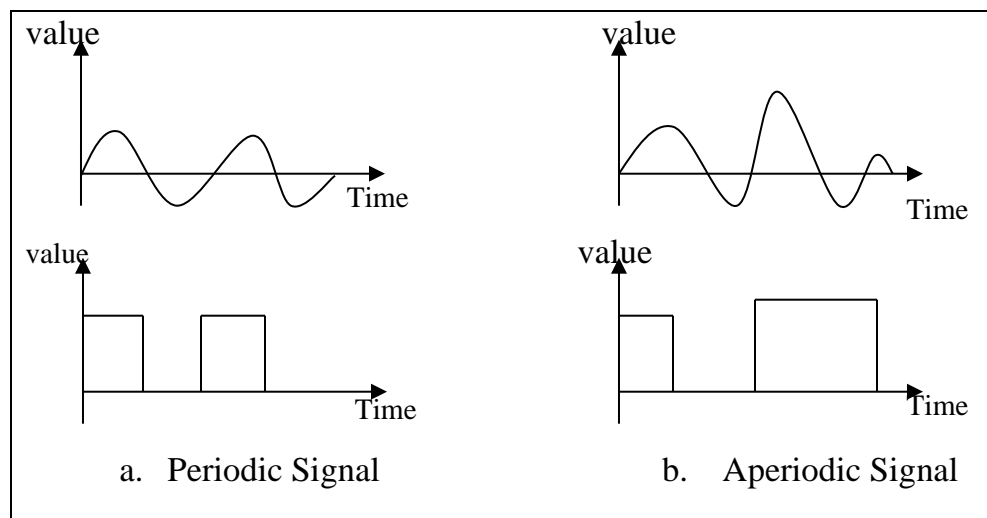 value
value
Time
Time
value
value
Time
Time
a. Periodic Signal
b. Aperiodic Signal